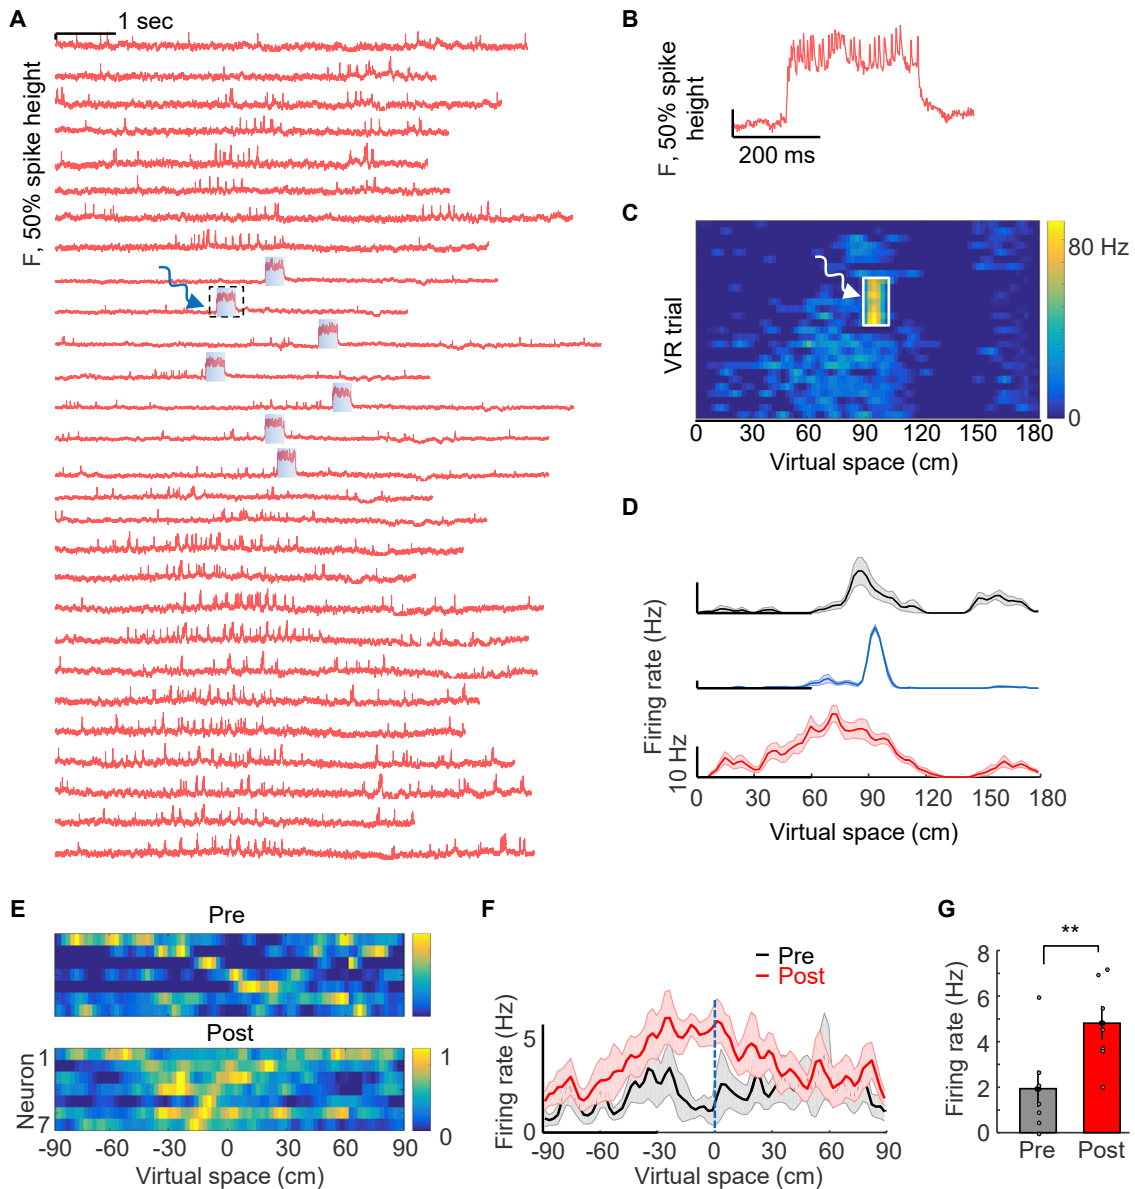 A
1 sec
F, 50% spike height
B
F, 50% spike
height
200 ms
C
VR trial
80 Hz
0
0 30 60 90 120 150 180
Virtual space (cm)
D
Firing rate (Hz)
10 Hz
0 30 60 90 120 150 180
Virtual space (cm)
E
Pre
Post
Neuron
1
7
1
0
-90 -60 -30 0 30 60 90
Virtual space (cm)
F
Pre
Post
Firing rate (Hz)
5
0
-90 -60 -30 0 30 60 90
Virtual space (cm)
G
**
Firing rate (Hz)
8
6
4
2
0
Pre Post